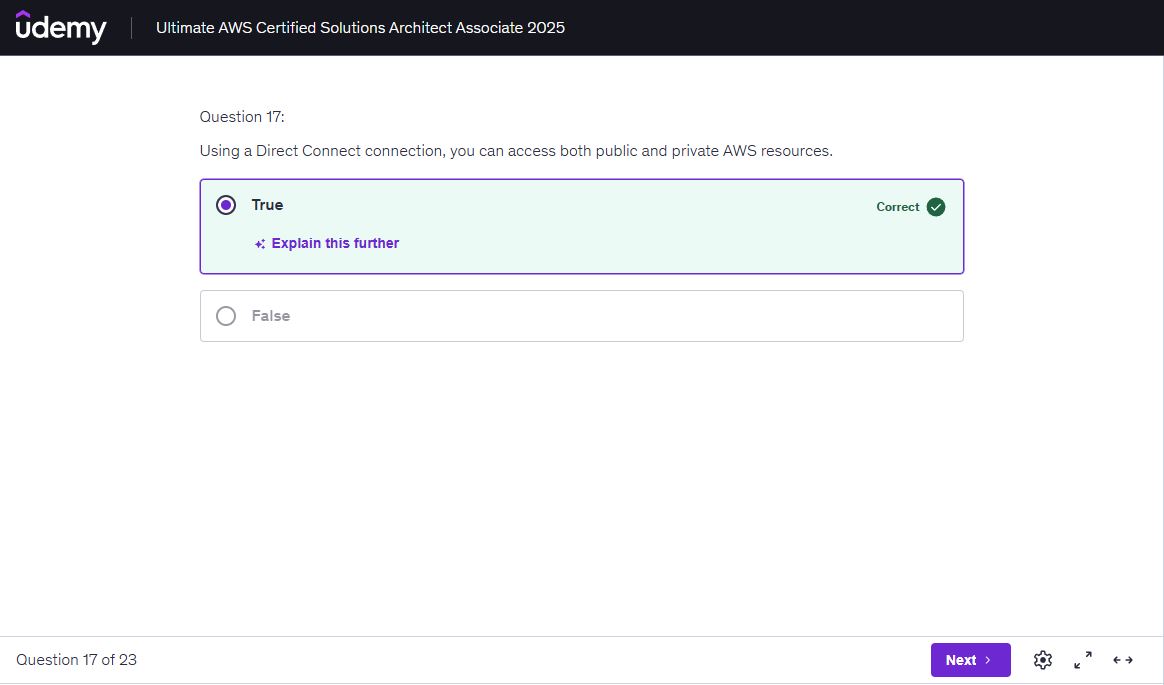 udemy
Ultimate AWS Certified Solutions Architect Associate 2025
Question 17:
Using a Direct Connect connection, you can access both public and private AWS resources.
True
Correct
Explain this further
False
Question 17 of 23
Next